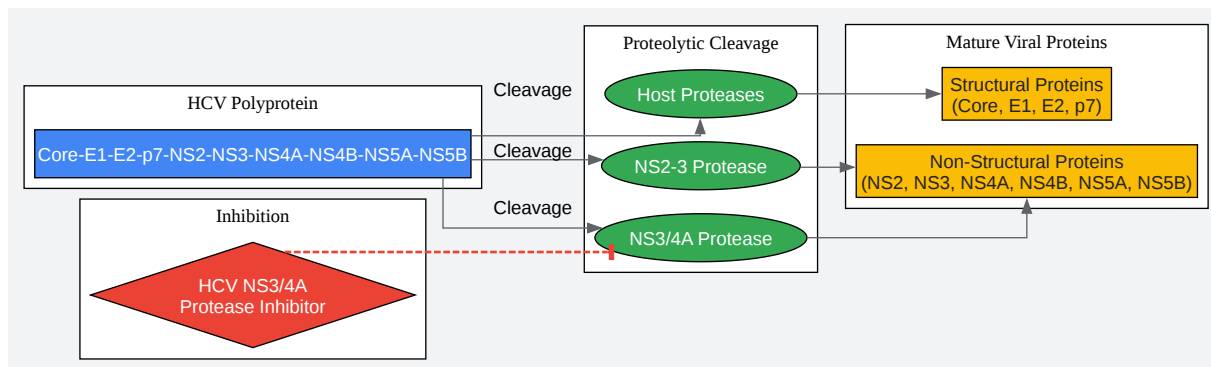 HCV Polyprotein
Core-E1-E2-p7-NS2-NS3-NS4A-NS4B-NS5A-NS5B
Inhibition
HCV NS3/4A
Protease Inhibitor
Cleavage
Cleavage
Cleavage
Proteolytic Cleavage
Host Proteases
NS2-3 Protease
NS3/4A Protease
Mature Viral Proteins
Structural Proteins
(Core, E1, E2, p7)
Non-Structural Proteins
(NS2, NS3, NS4A, NS4B, NS5A, NS5B)